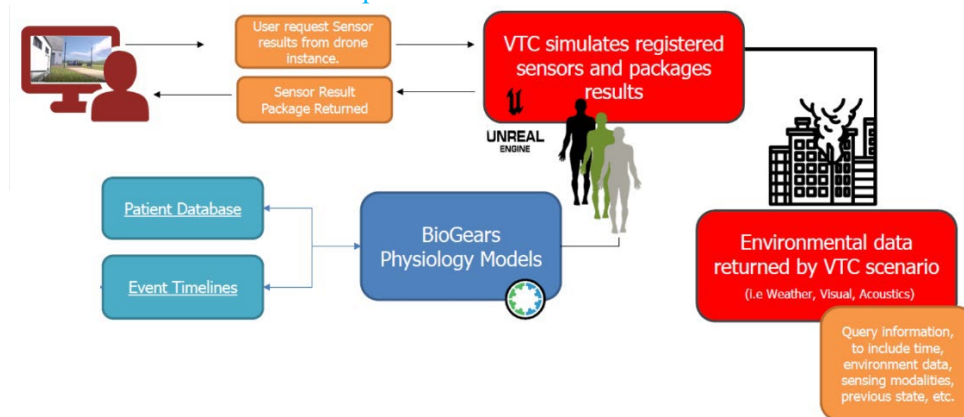 User request Sensor
results from drone
instance.
Sensor Result
Package Returned
VTC simulates registered
sensors and packages
results
UNREAL
ENGINE
Patient Database
Event Timelines
BioGears
Physiology Models
Environmental data
returned by VTC scenario
(i.e Weather, Visual, Acoustics)
Query information,
to include time,
environment data,
sensing modalities,
previous state, etc.